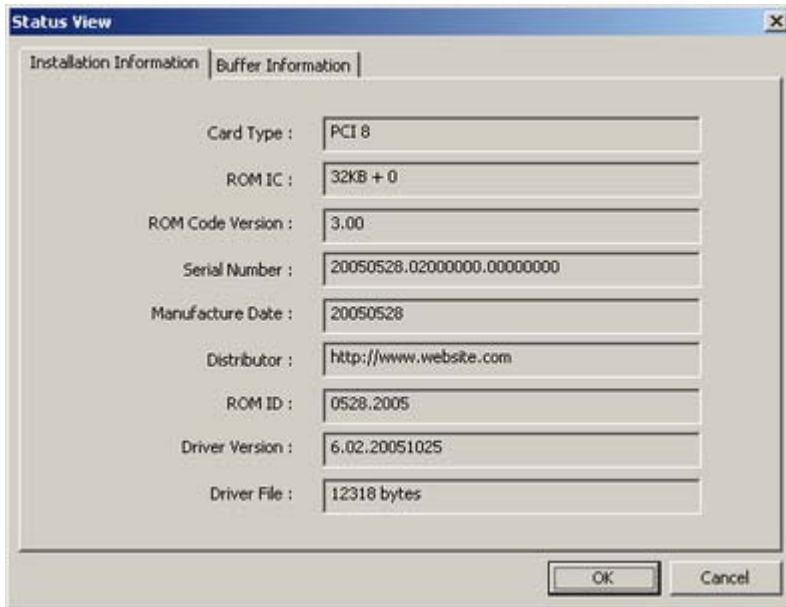 Status View
Installation Information Buffer Information
Card Type : PCI 8
ROM IC : 32KB + 0
ROM Code Version : 3.00
Serial Number : 20050528.02000000.00000000
Manufacture Date : 20050528
Distributor : http://www.website.com
ROM ID : 0528.2005
Driver Version : 6.02.20051025
Driver File : 12318 bytes
OK Cancel